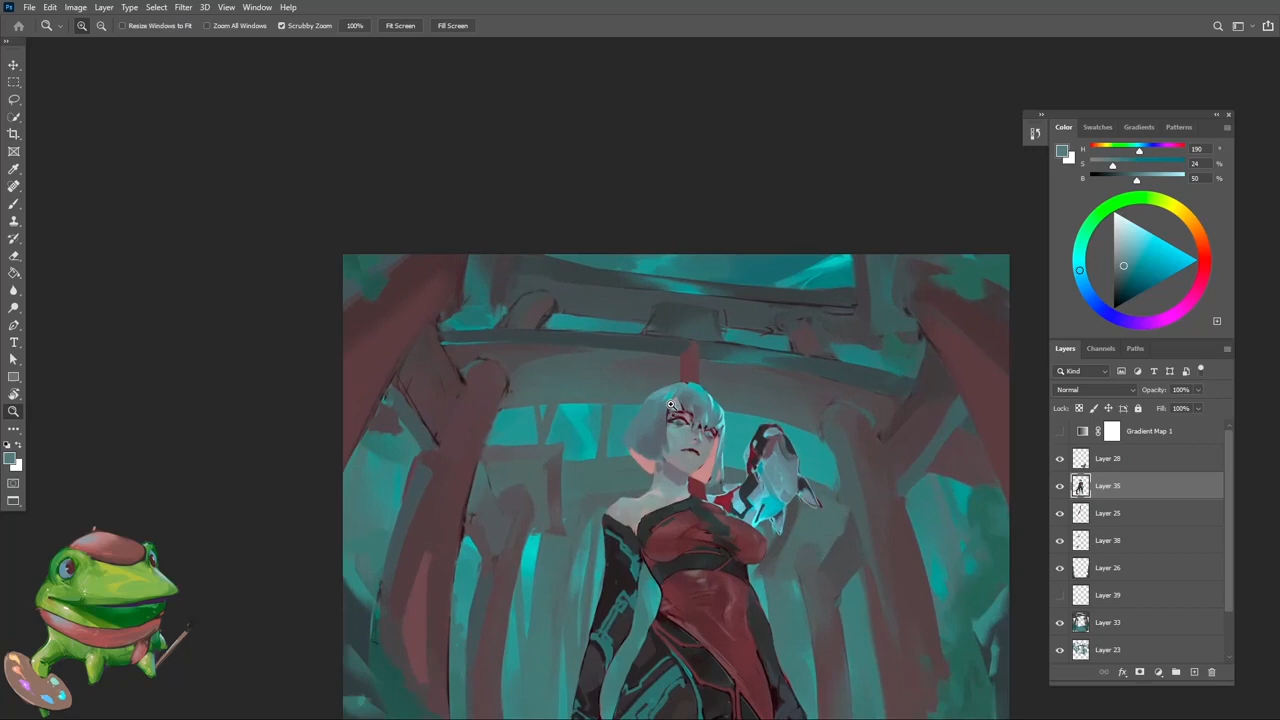 Ps File Edit Image Layer Type Select Filter 3D View Window Help
Resize Windows to Fit Zoom All Windows Scrubby Zoom 100% Fit Screen Fill Screen
Color Swatches Gradients Patterns
H 190 °
S 24 %
B 50 %
Layers Channels Paths
Kind
Normal Opacity: 100%
Lock: Fill: 100%
Gradient Map 1
Layer 28
Layer 35
Layer 25
Layer 38
Layer 26
Layer 39
Layer 33
Layer 23
fx